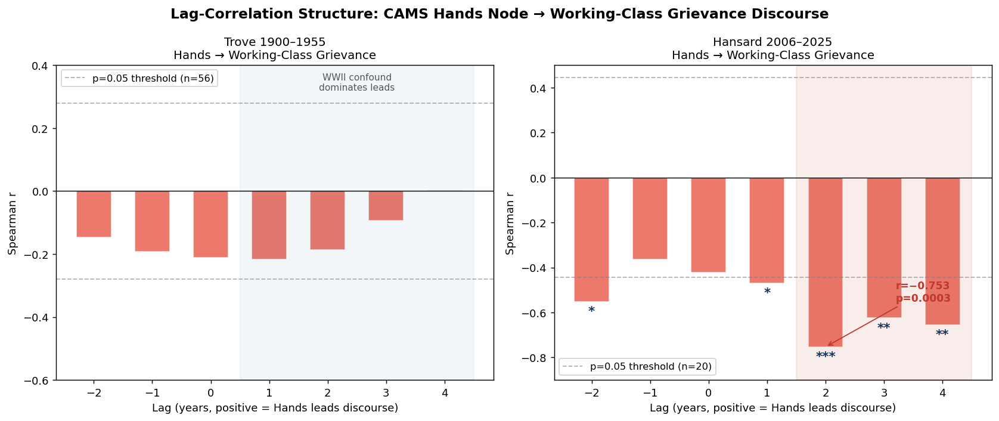 Lag-Correlation Structure: CAMS Hands Node → Working-Class Grievance Discourse
Trove 1900–1955
Hands → Working-Class Grievance
p=0.05 threshold (n=56)
WWII confound
dominates leads
0.4
0.2
0.0
−0.2
−0.4
−0.6
Spearman r
−2
−1
0
1
2
3
4
Lag (years, positive = Hands leads discourse)
Hansard 2006–2025
Hands → Working-Class Grievance
0.4
0.2
0.0
−0.2
−0.4
−0.6
−0.8
Spearman r
*
*
***
**
**
r=−0.753
p=0.0003
p=0.05 threshold (n=20)
−2
−1
0
1
2
3
4
Lag (years, positive = Hands leads discourse)